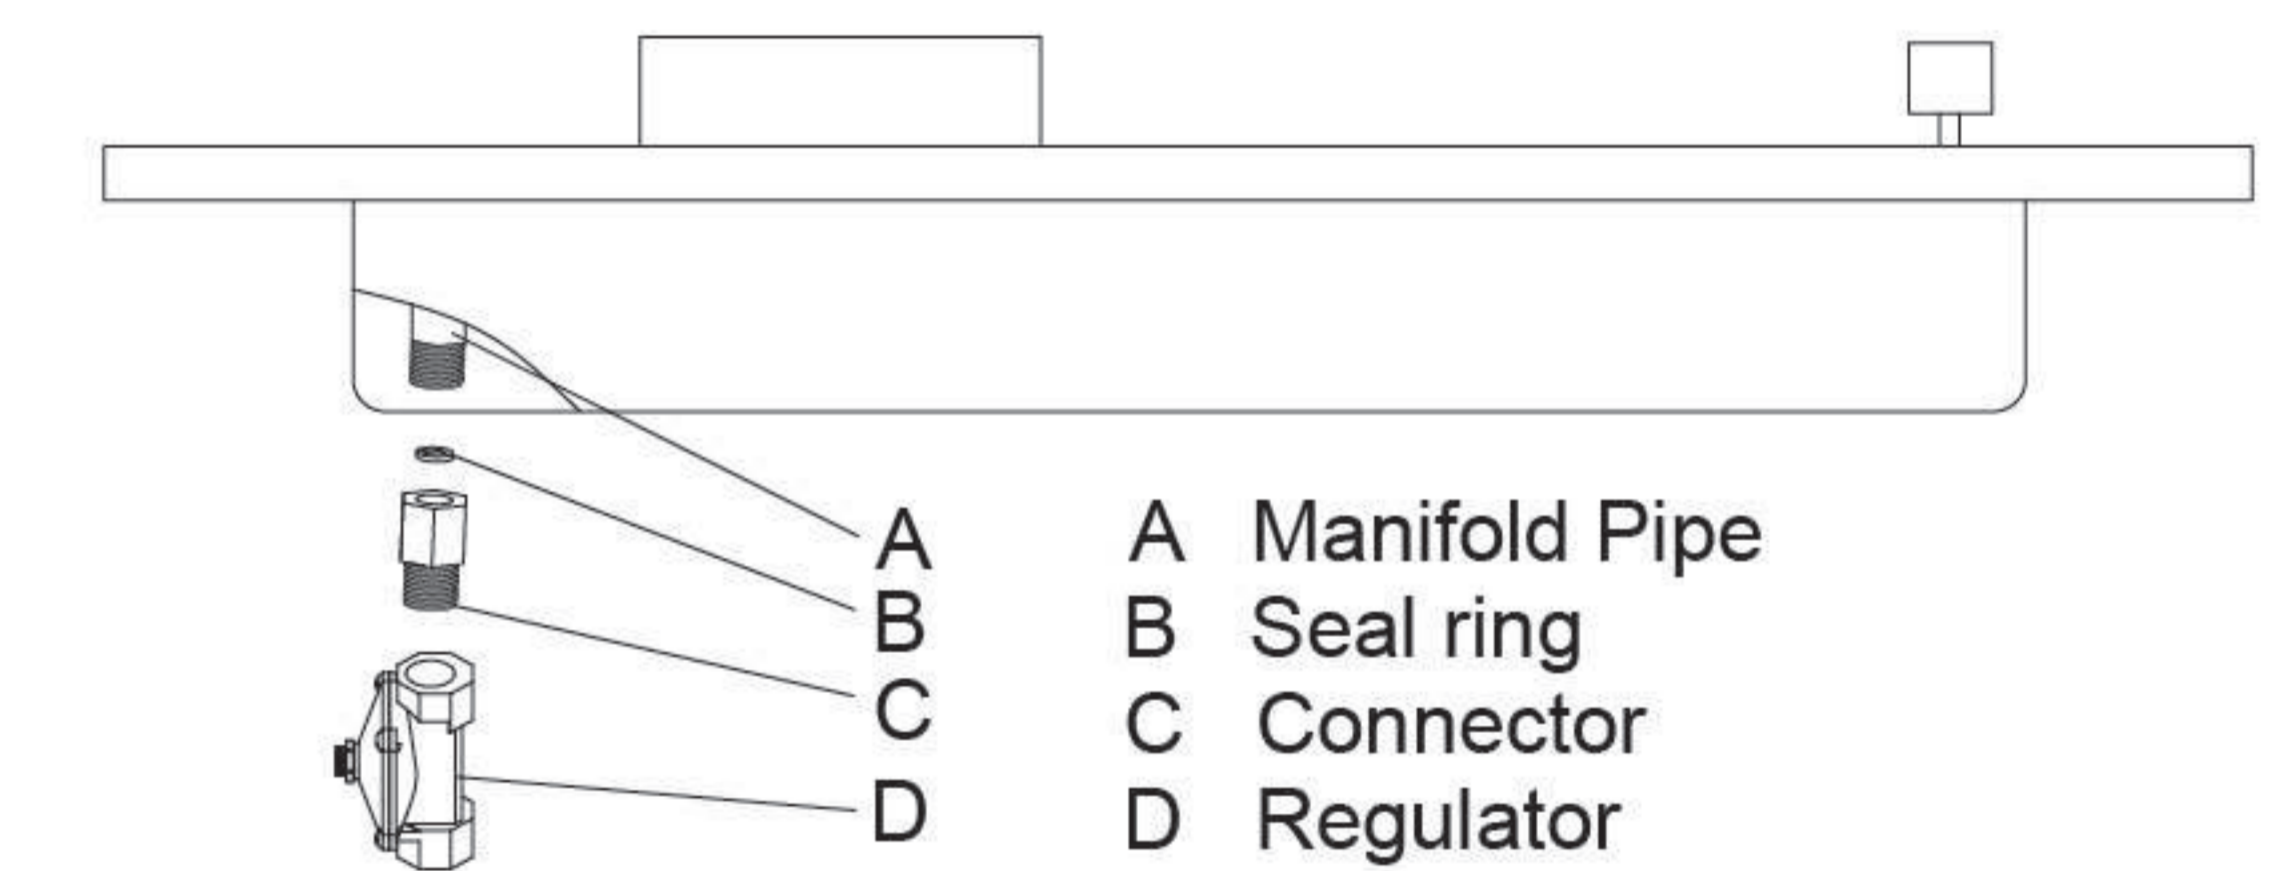 A
B
C
D
A Manifold Pipe
B Seal ring
C Connector
D Regulator